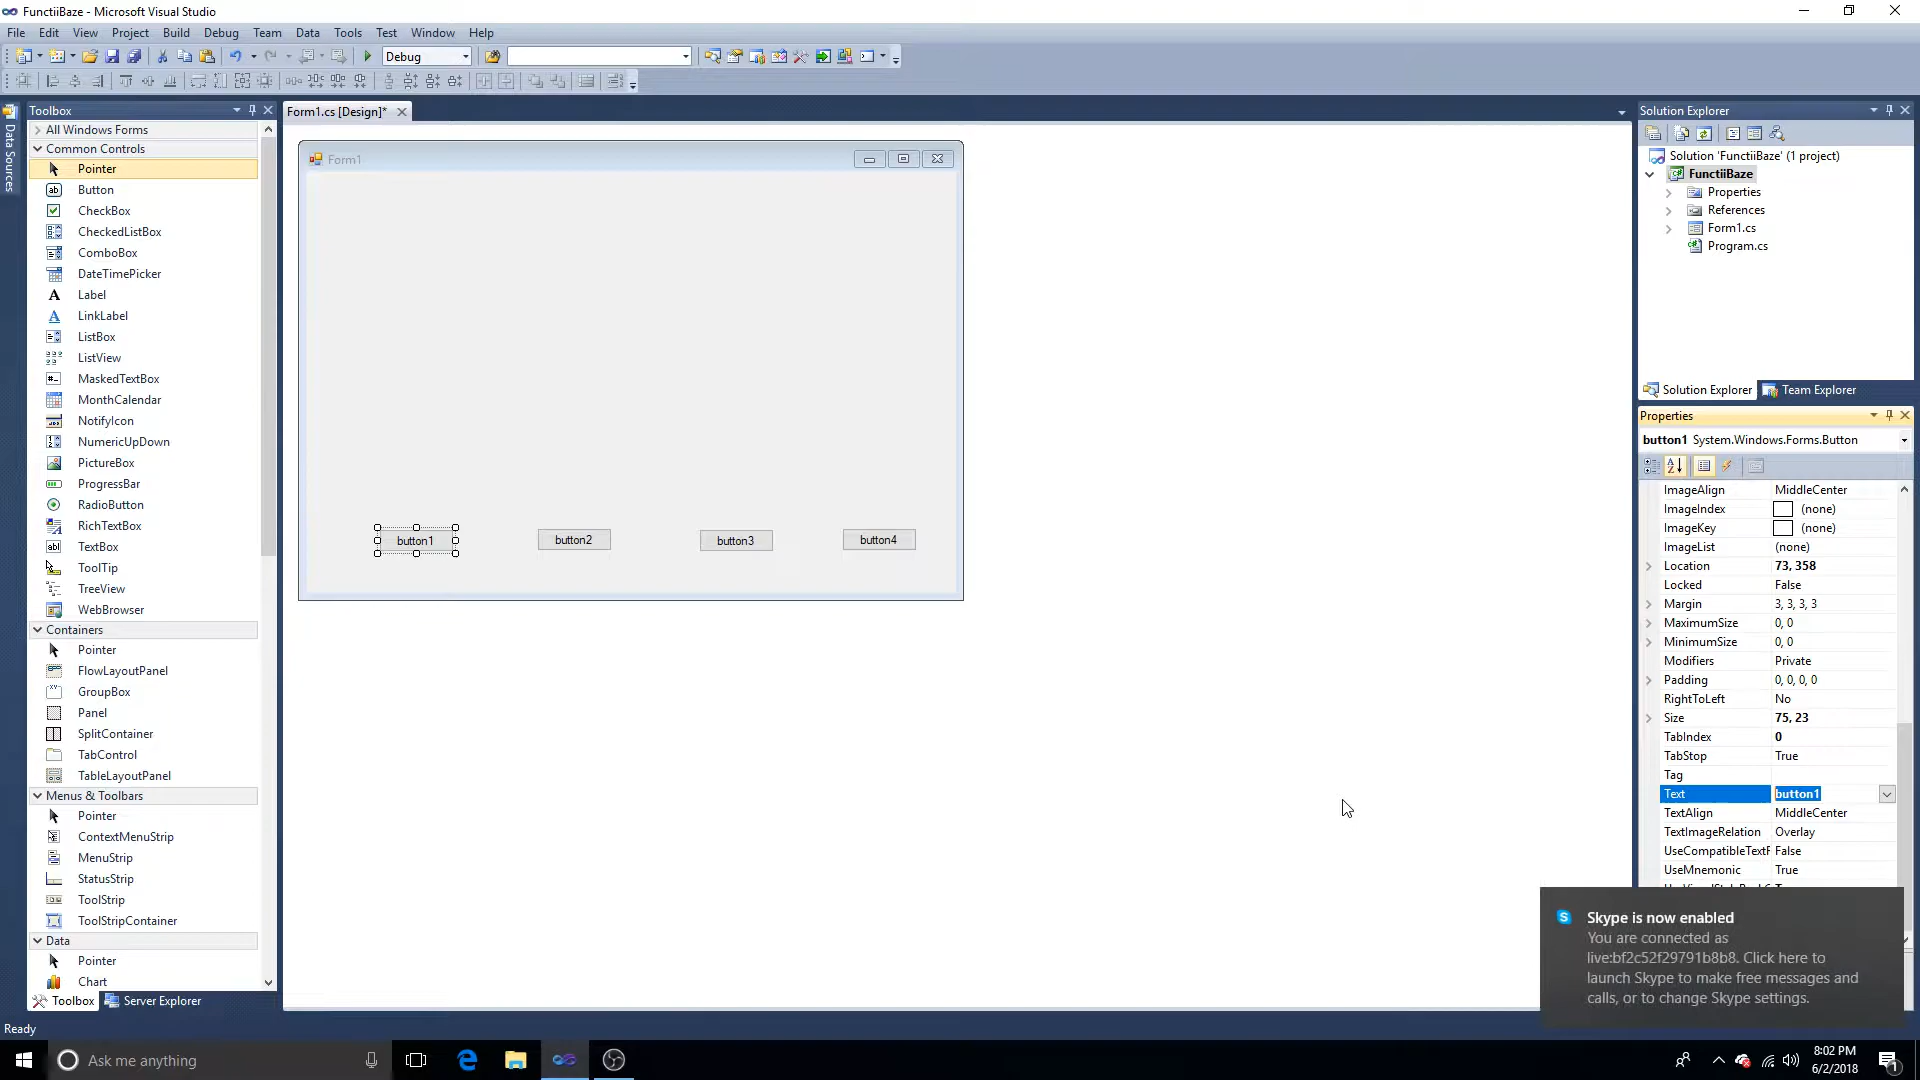 FunctiiBaze - Microsoft Visual Studio
File Edit View Project Build Debug Team Data Tools Test Window Help
Debug
Data Sources
Toolbox
All Windows Forms
Common Controls
Pointer
Button
CheckBox
CheckedListBox
ComboBox
DateTimePicker
Label
LinkLabel
ListBox
ListView
MaskedTextBox
MonthCalendar
NotifyIcon
NumericUpDown
PictureBox
ProgressBar
RadioButton
RichTextBox
TextBox
ToolTip
TreeView
WebBrowser
Containers
Pointer
FlowLayoutPanel
GroupBox
Panel
SplitContainer
TabControl
TableLayoutPanel
Menus & Toolbars
Pointer
ContextMenuStrip
MenuStrip
StatusStrip
ToolStrip
ToolStripContainer
Data
Pointer
Chart
Toolbox Server Explorer
Form1.cs [Design]*
Form1
button1 button2 button3 button4
Solution Explorer
Solution 'FunctiiBaze' (1 project)
FunctiiBaze
Properties
References
Form1.cs
Program.cs
Solution Explorer Team Explorer
Properties
button1 System.Windows.Forms.Button
ImageAlign MiddleCenter
ImageIndex (none)
ImageKey (none)
ImageList (none)
Location 73, 358
Locked False
Margin 3, 3, 3, 3
MaximumSize 0, 0
MinimumSize 0, 0
Modifiers Private
Padding 0, 0, 0, 0
RightToLeft No
Size 75, 23
TabIndex 0
TabStop True
Tag
Text button1
TextAlign MiddleCenter
TextImageRelation Overlay
UseCompatibleTextF False
UseMnemonic True
Skype is now enabled
You are connected as
live:bf2c52f29791b8b8. Click here to
launch Skype to make free messages and
calls, or to change Skype settings.
Ready
Ask me anything
8:02 PM
6/2/2018